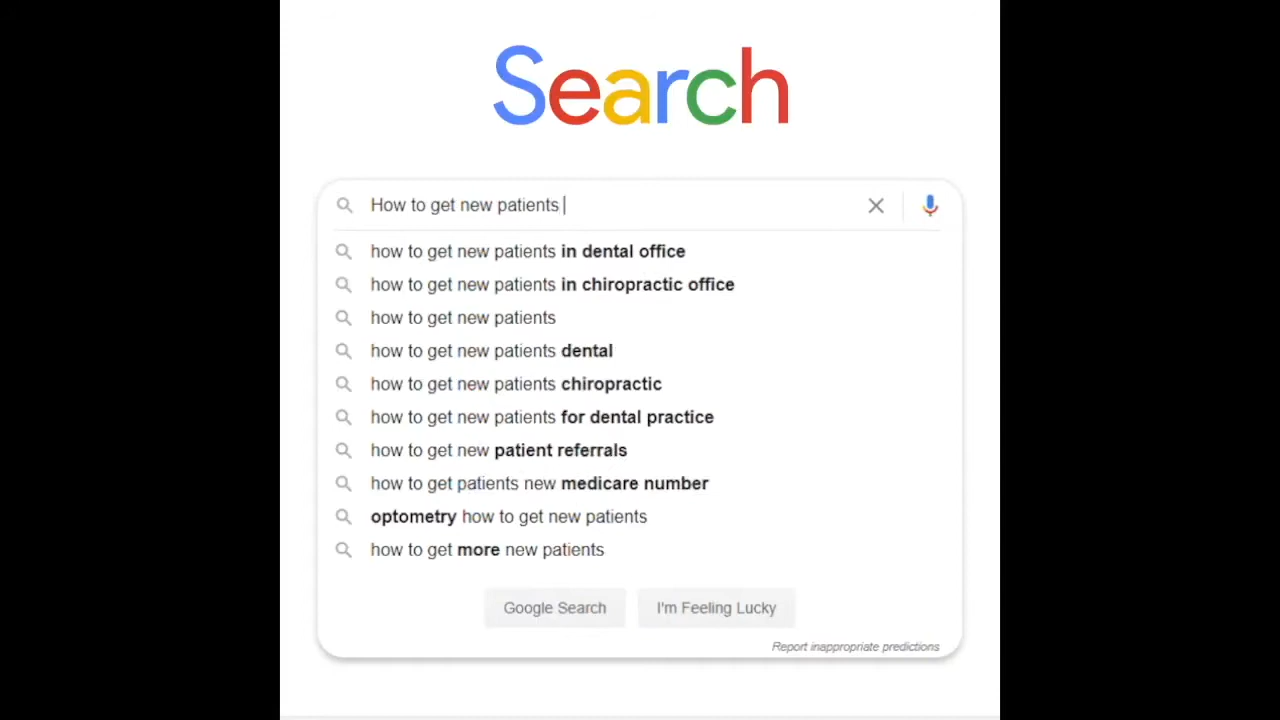 Search
How to get new patients
how to get new patients in dental office
how to get new patients in chiropractic office
how to get new patients
how to get new patients dental
how to get new patients chiropractic
how to get new patients for dental practice
how to get new patient referrals
how to get patients new medicare number
optometry how to get new patients
how to get more new patients
Google Search I'm Feeling Lucky
Report inappropriate predictions